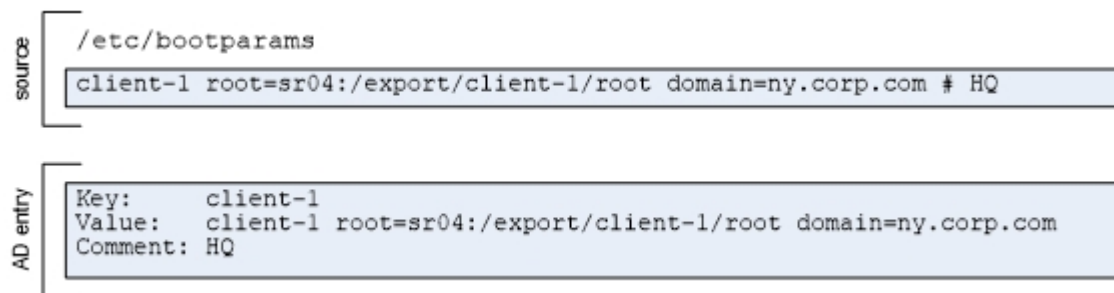 source
/etc/bootparams
client-1 root=sr04:/export/client-1/root domain=ny.corp.com # HQ
AD entry
Key: client-1
Value: client-1 root=sr04:/export/client-1/root domain=ny.corp.com
Comment: HQ